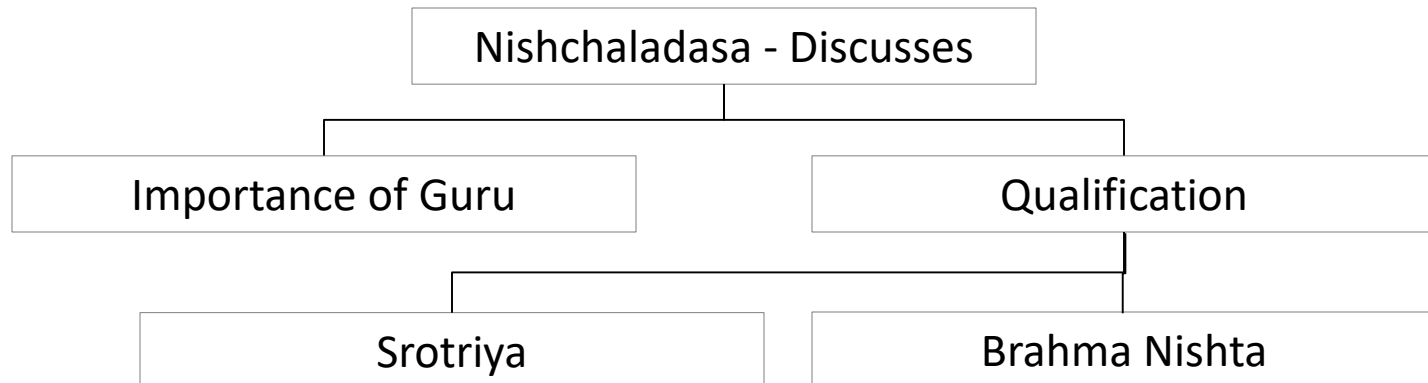 Nishchaladasa - Discusses
Importance of Guru
Qualification
Srotriya
Brahma Nishta